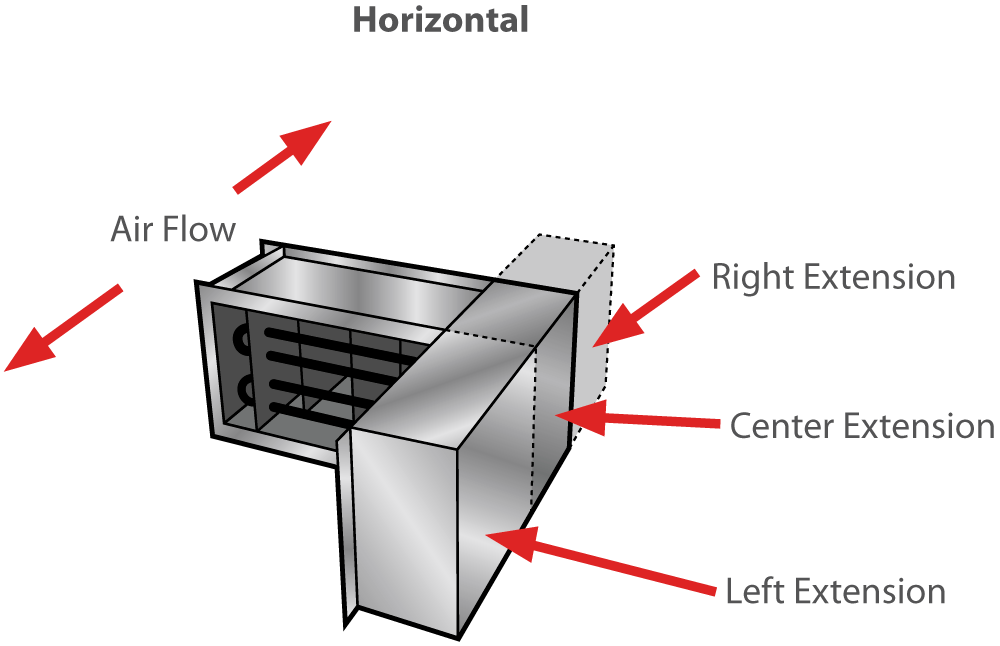 Horizontal
Air Flow
Right Extension
Center Extension
Left Extension